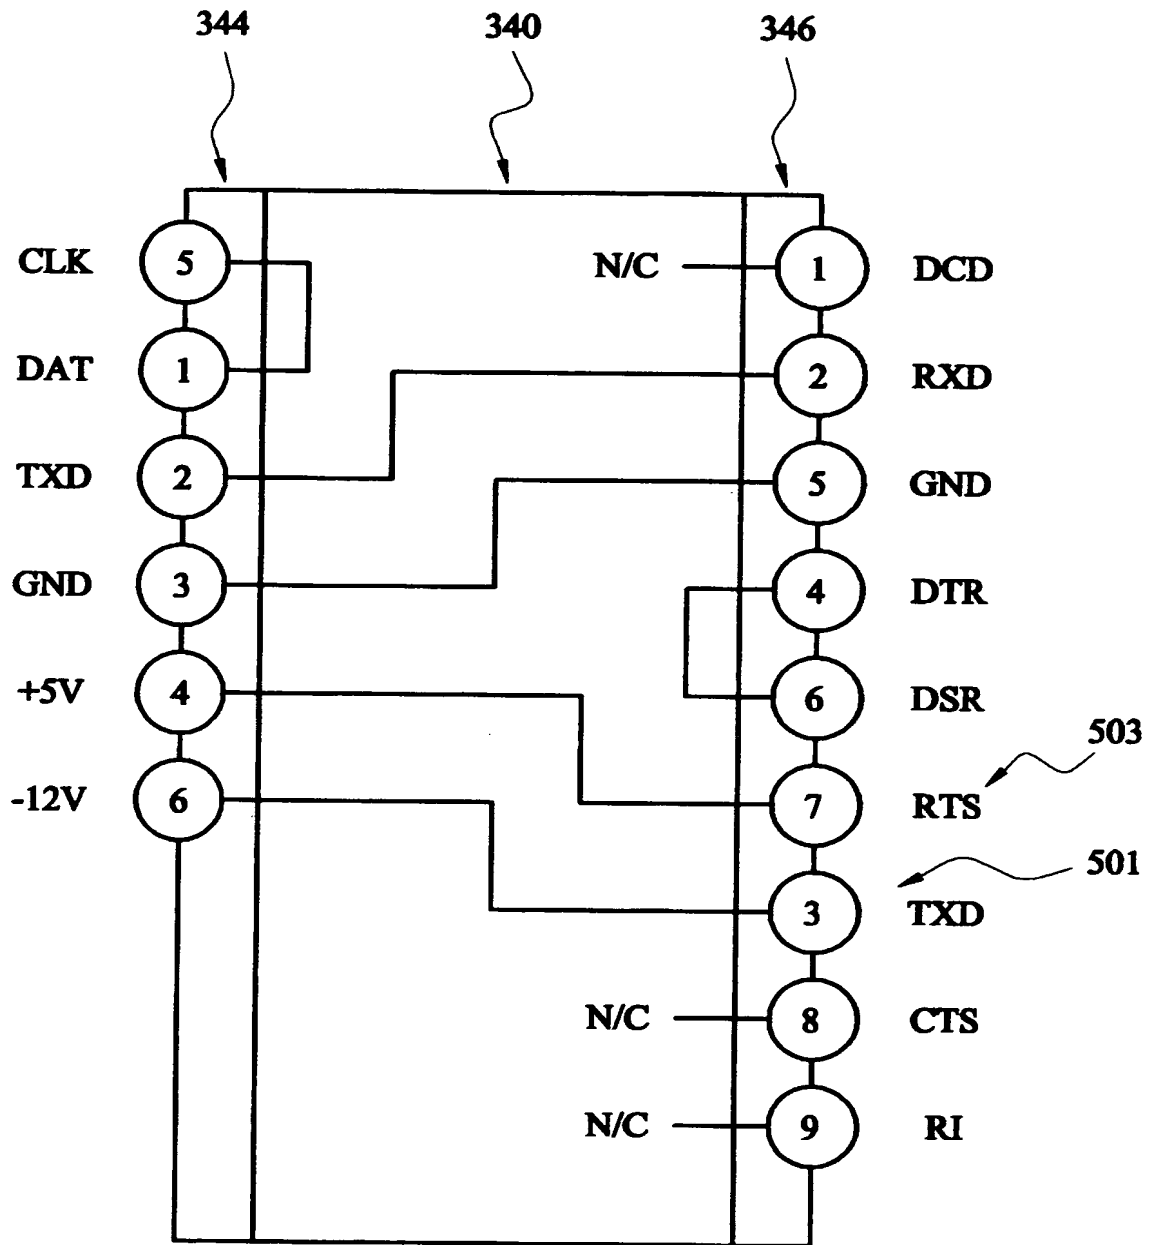 344 340 346
CLK 5 N/C 1 DCD
DAT 1 2 RXD
TXD 2 5 GND
GND 3 4 DTR
+5V 4 6 DSR
503
-12V 6 7 RTS
501
3 TXD
N/C 8 CTS
N/C 9 RI